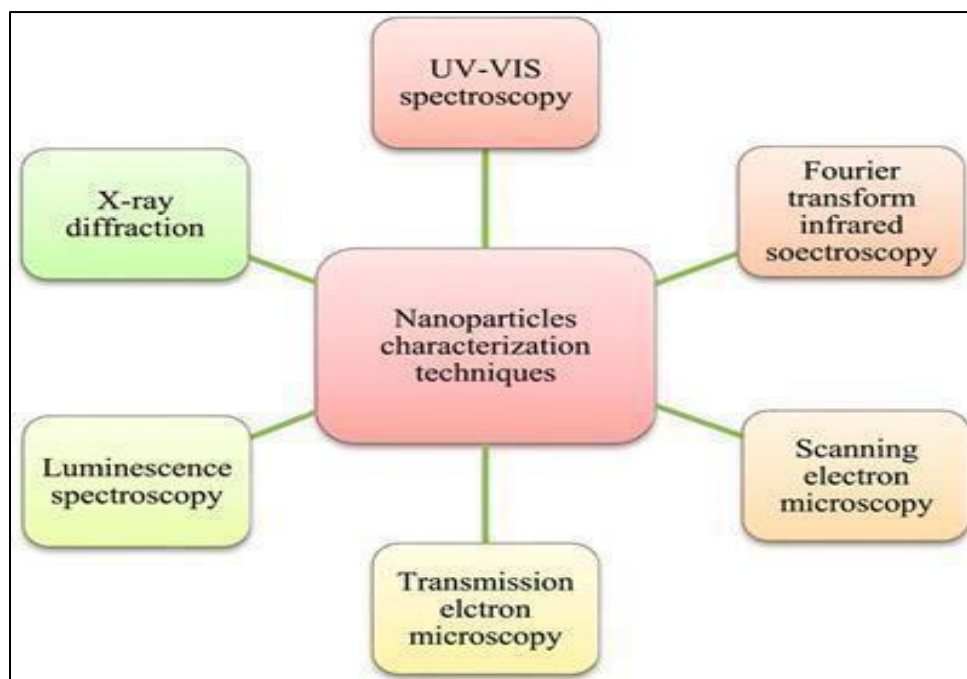 UV-VIS
spectroscopy
Fourier
transform
infrared
soectroscopy
X-ray
diffraction
Nanoparticles
characterization
techniques
Scanning
electron
microscopy
Luminescence
spectroscopy
Transmission
elctron
microscopy